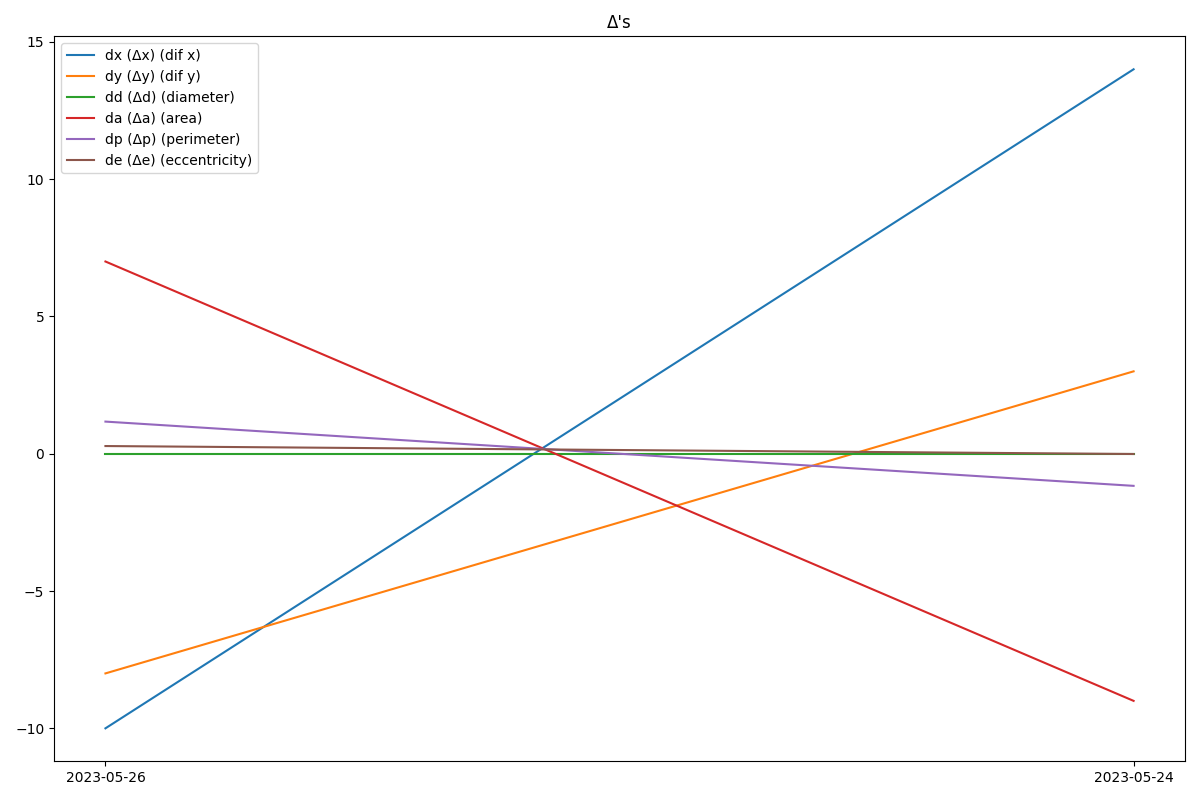 Δ's
15
10
5
0
−5
−10
dx (Δx) (dif x)
dy (Δy) (dif y)
dd (Δd) (diameter)
da (Δa) (area)
dp (Δp) (perimeter)
de (Δe) (eccentricity)
2023-05-26
2023-05-24